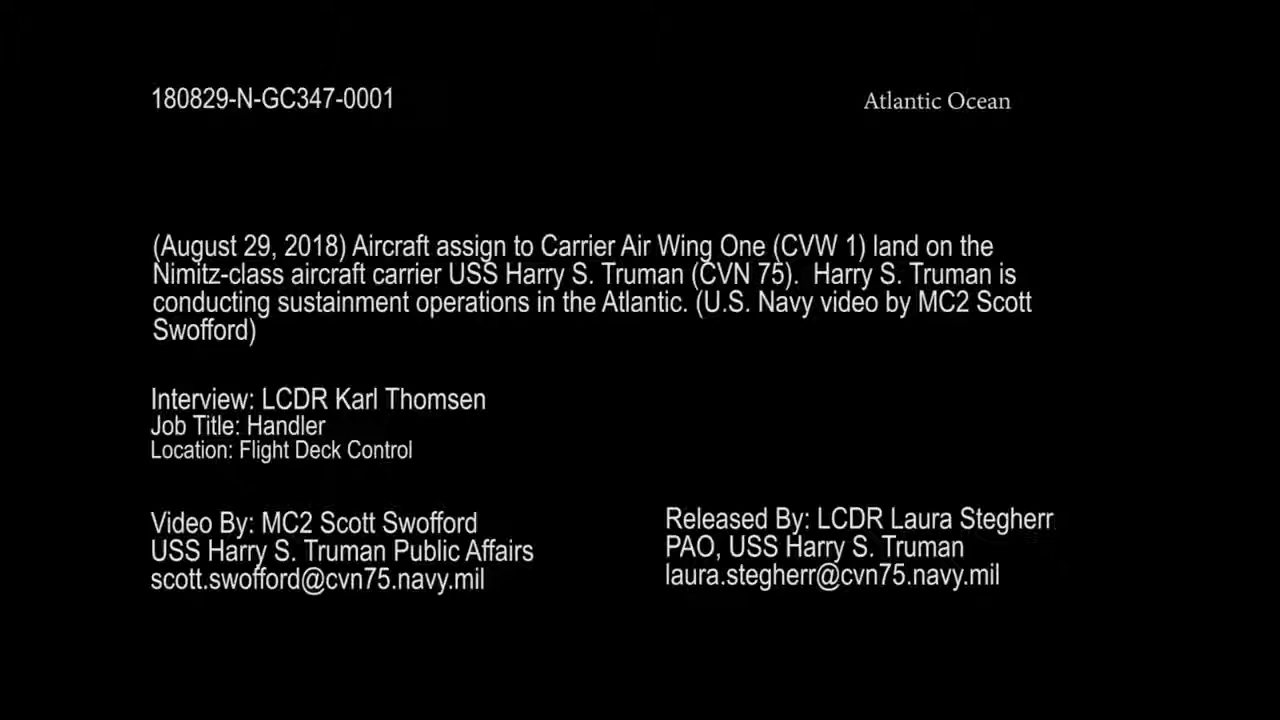 180829-N-GC347-0001
Atlantic Ocean
(August 29, 2018) Aircraft assign to Carrier Air Wing One (CVW 1) land on the
Nimitz-class aircraft carrier USS Harry S. Truman (CVN 75).  Harry S. Truman is
conducting sustainment operations in the Atlantic. (U.S. Navy video by MC2 Scott
Swofford)
Interview: LCDR Karl Thomsen
Job Title: Handler
Location: Flight Deck Control
Video By: MC2 Scott Swofford
USS Harry S. Truman Public Affairs
scott.swofford@cvn75.navy.mil
Released By: LCDR Laura Stegherr
PAO, USS Harry S. Truman
laura.stegherr@cvn75.navy.mil